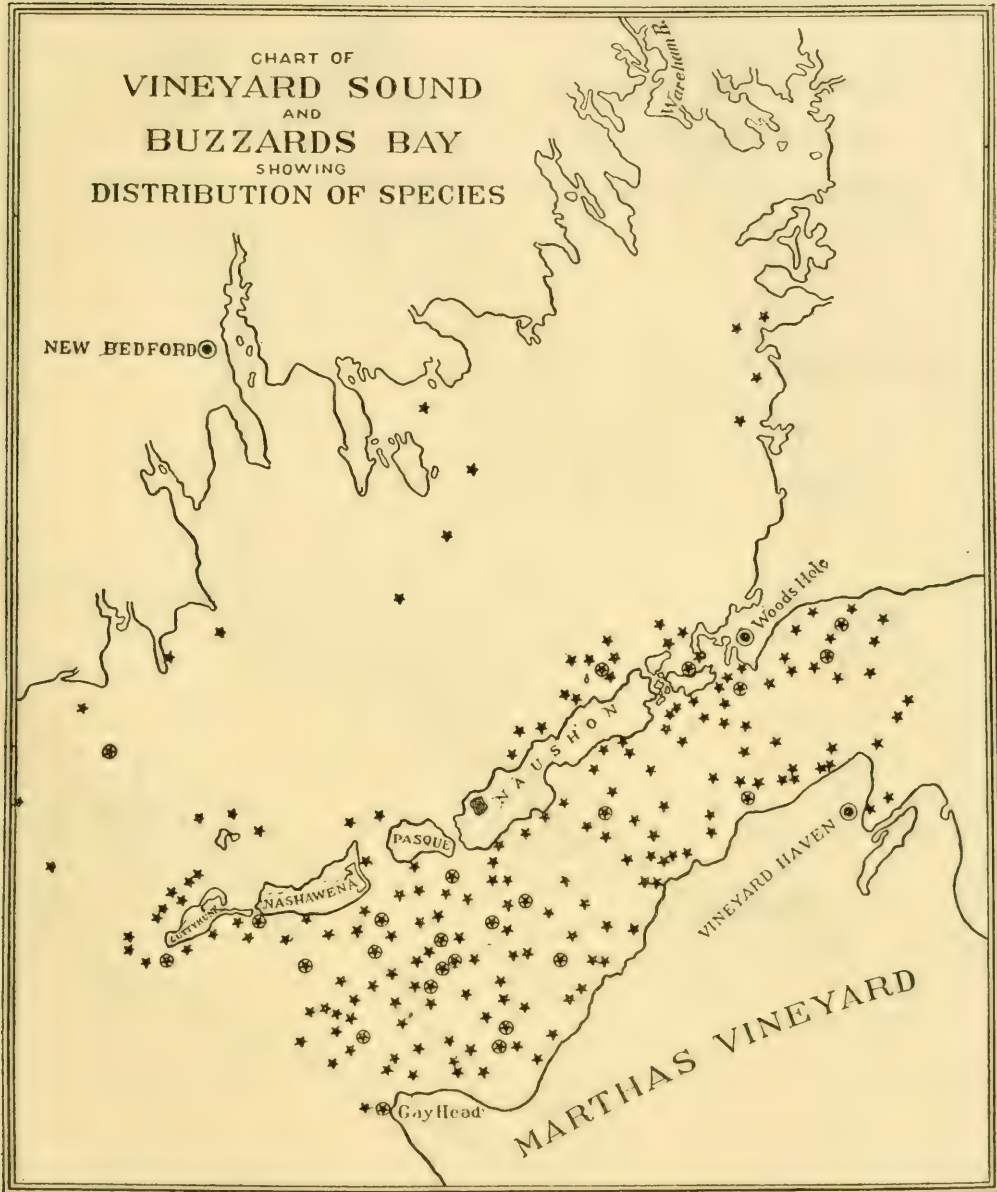 CHART OF
VINEYARD SOUND
AND
BUZZARDS BAY
SHOWING
DISTRIBUTION OF SPECIES
Wareham R.
NEW BEDFORD
Woods Hole
NAUSHON
PASQUE
NASHAWENA
CUTTYHUNK
VINEYARD HAVEN
MARTHAS VINEYARD
Gay Head